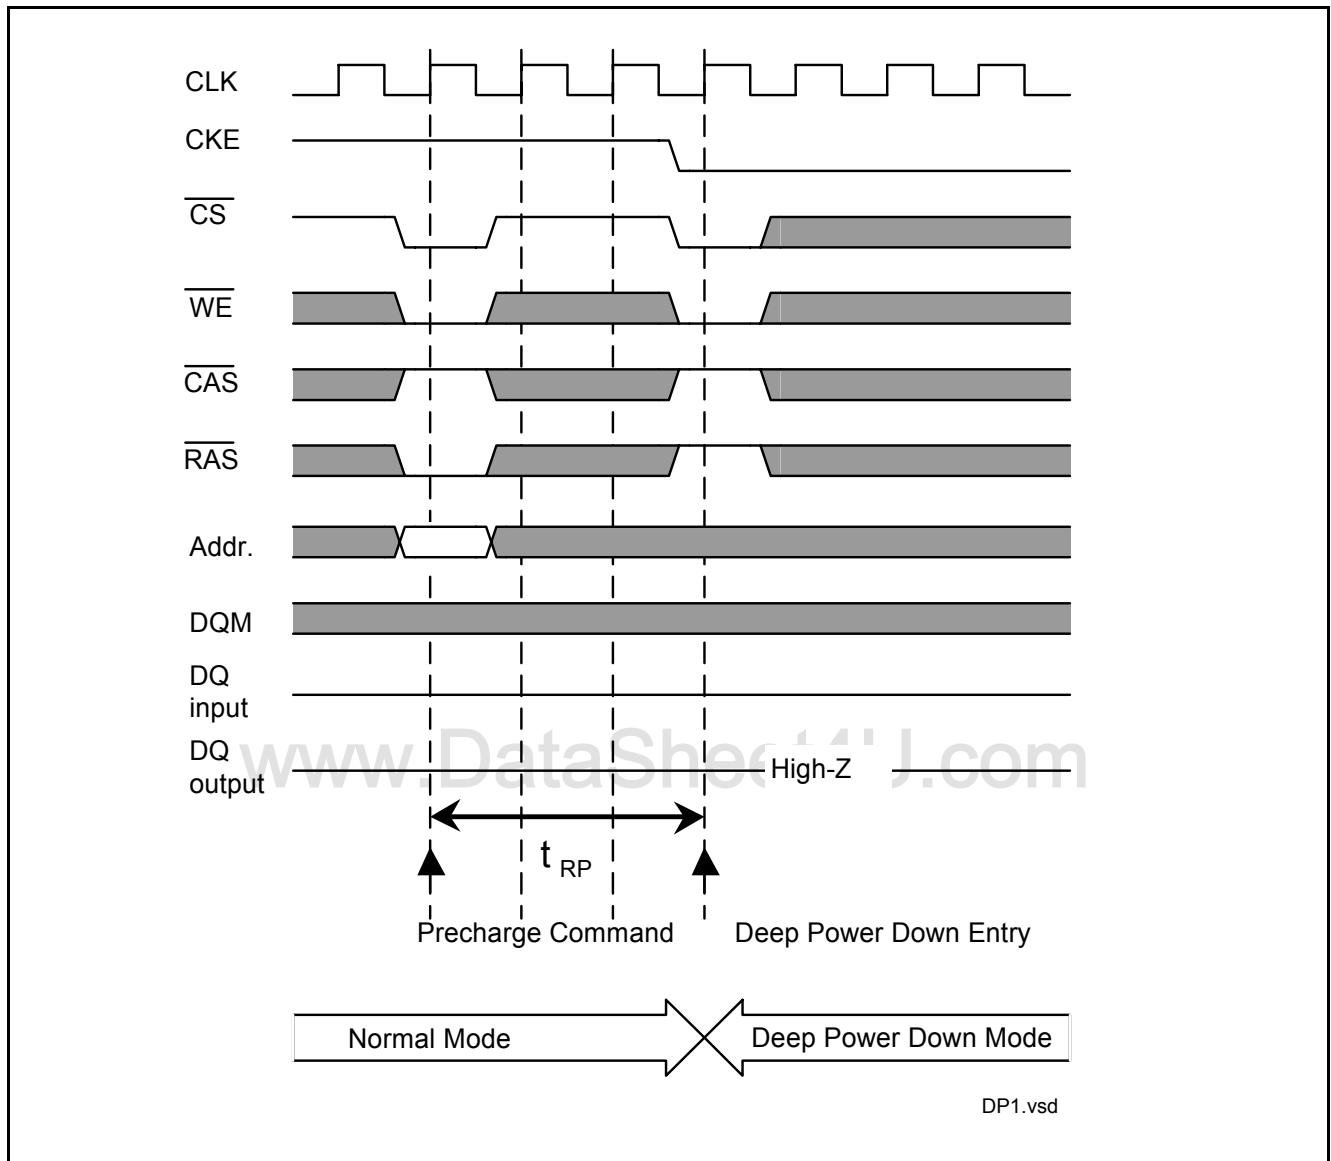 CLK
CKE
CS
WE
CAS
RAS
Addr.
DQM
DQ
input
DQ
output
High-Z
www.DataSheet4U.com
t RP
Precharge Command
Deep Power Down Entry
Normal Mode
Deep Power Down Mode
DP1.vsd